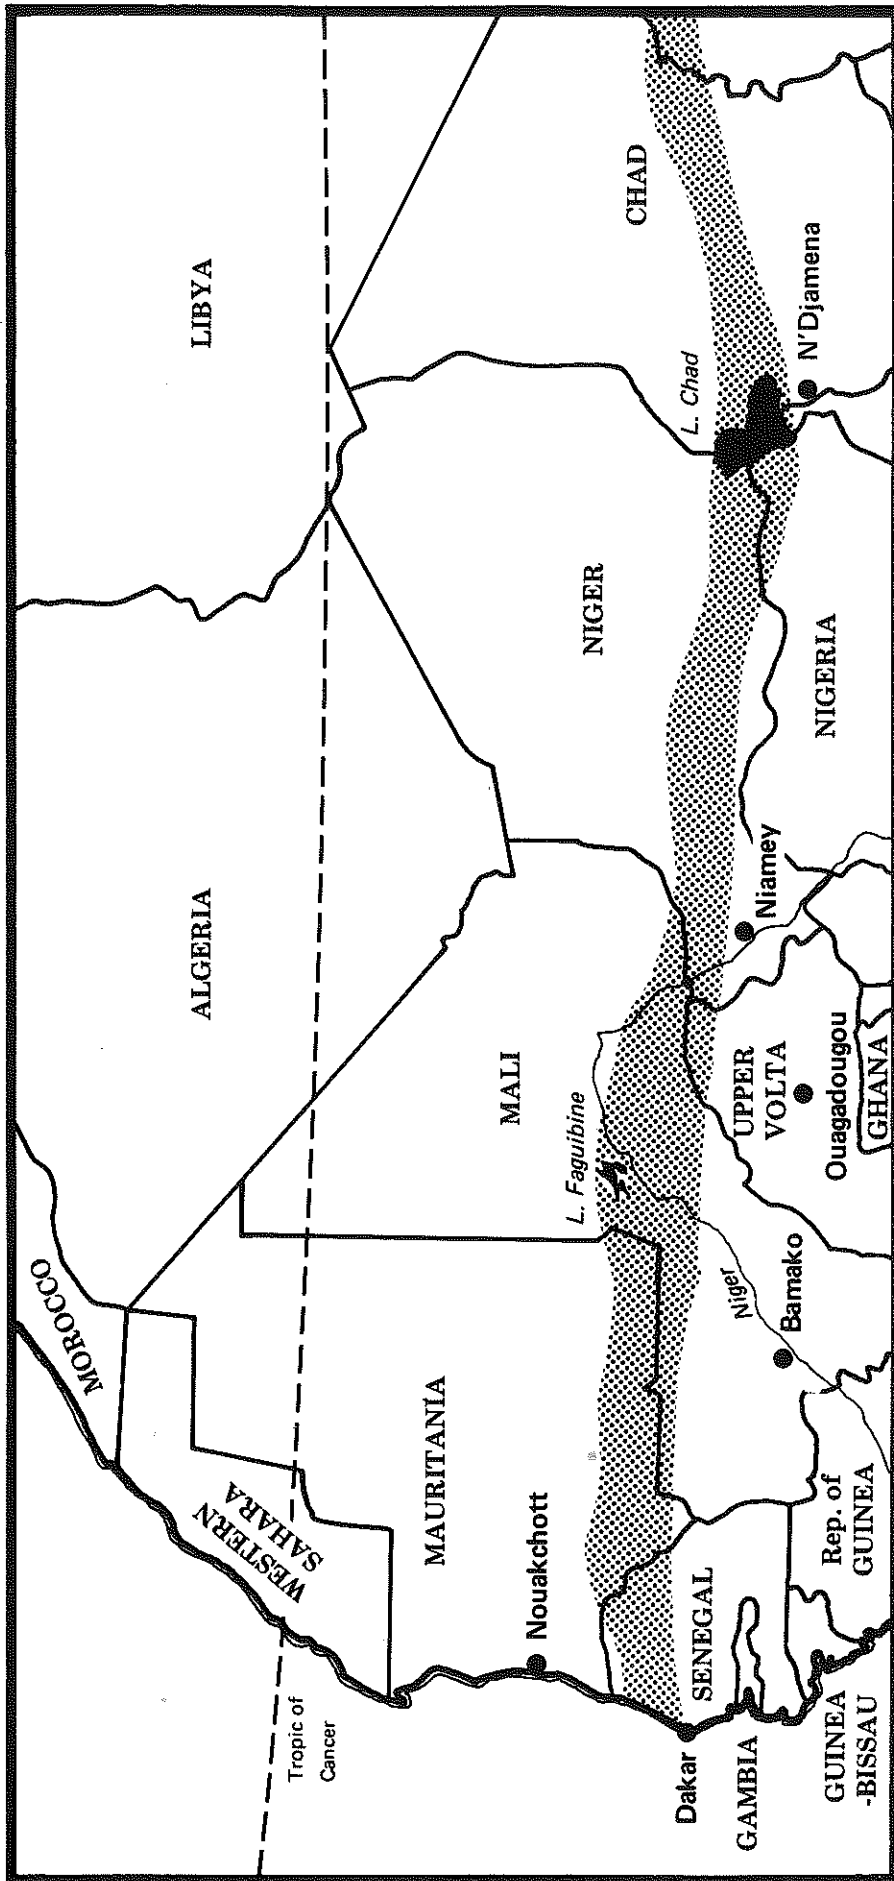 MOROCCO
ALGERIA
LIBYA
WESTERN
SAHARA
Tropic of
Cancer
MAURITANIA
MALI
NIGER
CHAD
Nouakchott
L. Faguibine
L. Chad
Dakar
SENEGAL
Niger
UPPER
VOLTA
Niamey
N'Djamena
GAMBIA
Bamako
Ouagadougou
NIGERIA
GUINEA
-BISSAU
Rep. of
GUINEA
GHANA